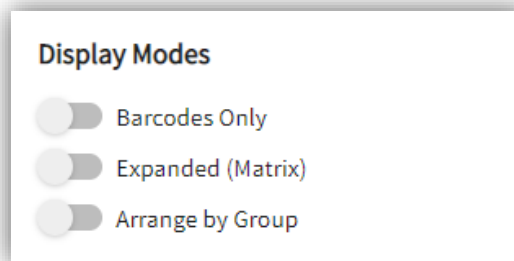 Display Modes
Barcodes Only
Expanded (Matrix)
Arrange by Group